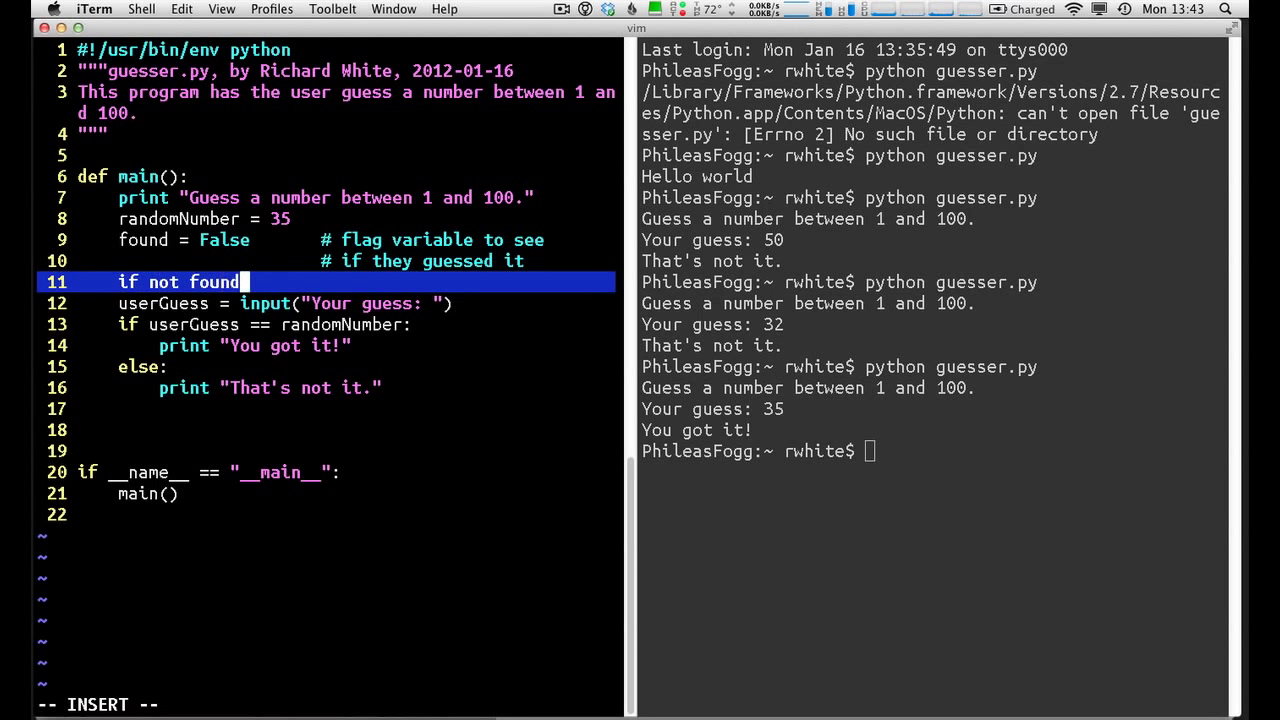 iTerm Shell Edit View Profiles Toolbelt Window Help 72° 0.0KB/s 0.0KB/s Charged Mon 13:43
vim
1 #!/usr/bin/env python
2 """guesser.py, by Richard White, 2012-01-16
3 This program has the user guess a number between 1 an
d 100.
4 """
5
6 def main():
7 print "Guess a number between 1 and 100."
8 randomNumber = 35
9 found = False # flag variable to see
10 # if they guessed it
11 if not found
12 userGuess = input("Your guess: ")
13 if userGuess == randomNumber:
14 print "You got it!"
15 else:
16 print "That's not it."
17
18
19
20 if __name__ == "__main__":
21 main()
22
~
~
~
~
~
~
~
~
-- INSERT --
Last login: Mon Jan 16 13:35:49 on ttys000
PhileasFogg:~ rwhite$ python guesser.py
/Library/Frameworks/Python.framework/Versions/2.7/Resourc
es/Python.app/Contents/MacOS/Python: can't open file 'gue
sser.py': [Errno 2] No such file or directory
PhileasFogg:~ rwhite$ python guesser.py
Hello world
PhileasFogg:~ rwhite$ python guesser.py
Guess a number between 1 and 100.
Your guess: 50
That's not it.
PhileasFogg:~ rwhite$ python guesser.py
Guess a number between 1 and 100.
Your guess: 32
That's not it.
PhileasFogg:~ rwhite$ python guesser.py
Guess a number between 1 and 100.
Your guess: 35
You got it!
PhileasFogg:~ rwhite$